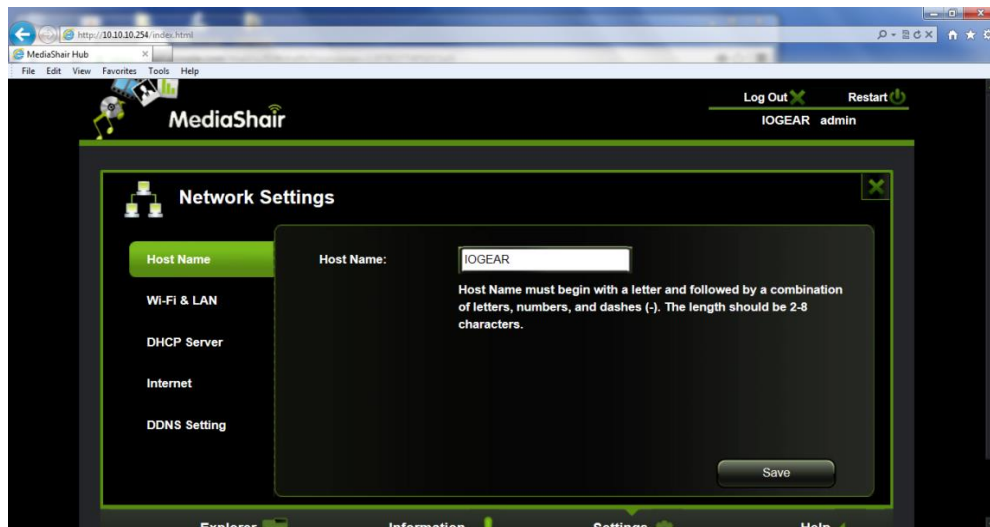 http://10.10.10.254/index.html
MediaShair Hub
File Edit View Favorites Tools Help
Log Out Restart
MediaShair
IOGEAR admin
Network Settings
Host Name
Host Name:
IOGEAR
Host Name must begin with a letter and followed by a combination
of letters, numbers, and dashes (-). The length should be 2-8
characters.
Wi-Fi & LAN
DHCP Server
Internet
DDNS Setting
Save
Explorer Information Settings Help